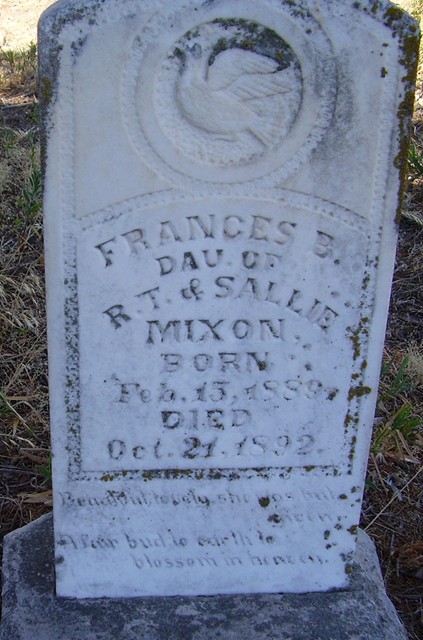 FRANCES B.
DAU. OF
R. T. & SALLIE
MIXON,
BORN
Feb. 13, 1889,
DIED
Oct. 21. 1892.
Beautiful lovely she was but
A fair bud to earth to
blossom in heaven.